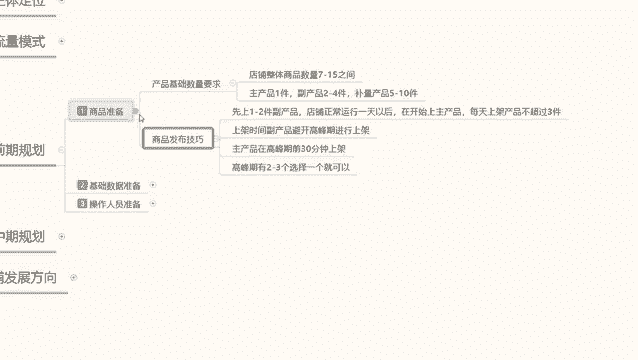 主体定位
流量模式
产品基础数量要求
店铺整体商品数量7-15之间
主产品1件，副产品2-4件，补量产品5-10件
1 商品准备
先上1-2件副产品，店铺正常运行一天以后，在开始上主产品，每天上架产品不超过3件
商品发布技巧
上架时间副产品避开高峰期进行上架
前期规划
主产品在高峰期前30分钟上架
高峰期有2-3个选择一个就可以
2 基础数据准备
3 操作人员准备
中期规划
发展方向